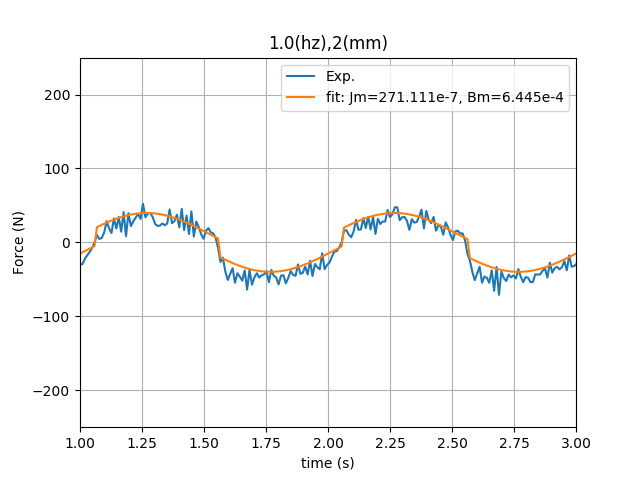 1.0(hz),2(mm)
Exp.
fit: Jm=271.111e-7, Bm=6.445e-4
Force (N)
200
100
0
−100
−200
1.00 1.25 1.50 1.75 2.00 2.25 2.50 2.75 3.00
time (s)